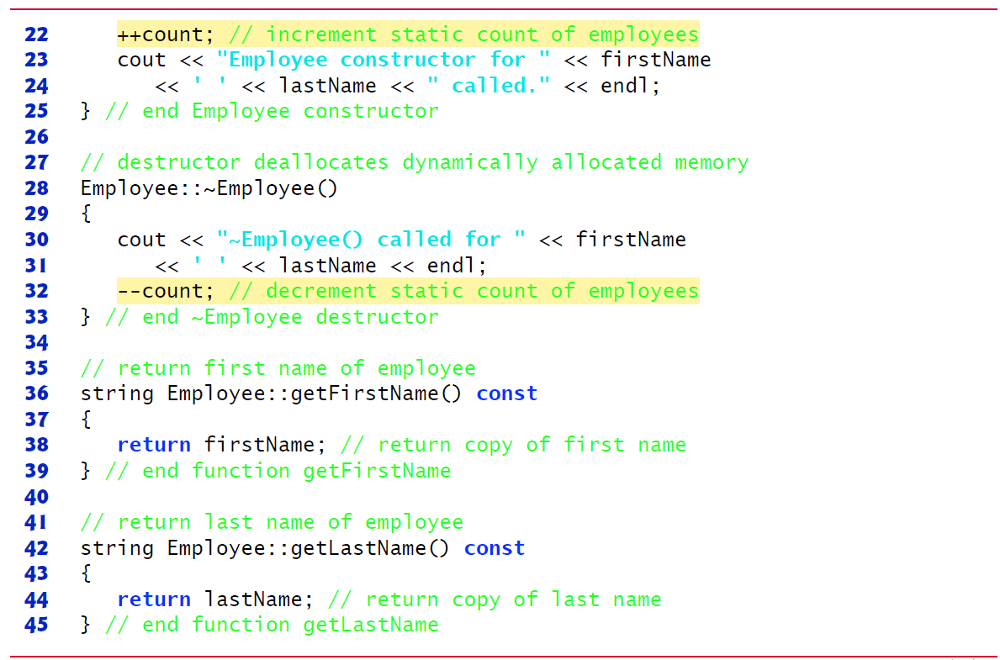 22 ++count; // increment static count of employees
23 cout << "Employee constructor for " << firstName
24 << ' ' << lastName << " called." << endl;
25 } // end Employee constructor
26
27 // destructor deallocates dynamically allocated memory
28 Employee::~Employee()
29 {
30 cout << "~Employee() called for " << firstName
31 << ' ' << lastName << endl;
32 --count; // decrement static count of employees
33 } // end ~Employee destructor
34
35 // return first name of employee
36 string Employee::getFirstName() const
37 {
38 return firstName; // return copy of first name
39 } // end function getFirstName
40
41 // return last name of employee
42 string Employee::getLastName() const
43 {
44 return lastName; // return copy of last name
45 } // end function getLastName